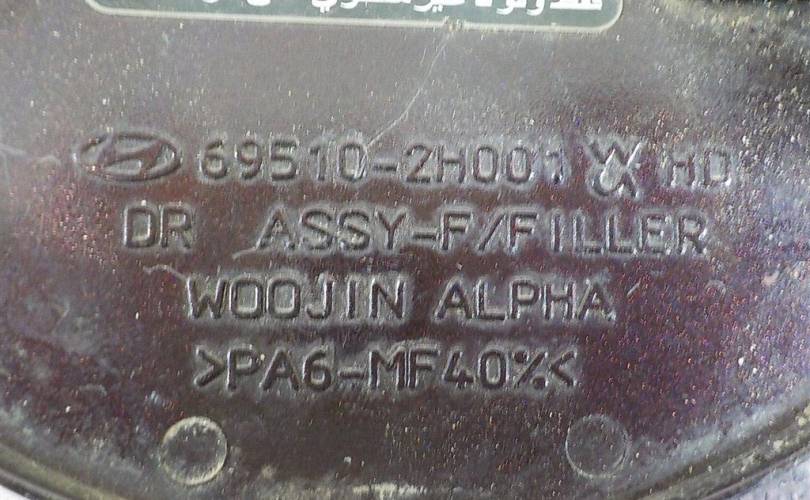 69510-2H001 HD
DR ASSY-F/FILLER
WOOJIN ALPHA
>PA6-MF40%<